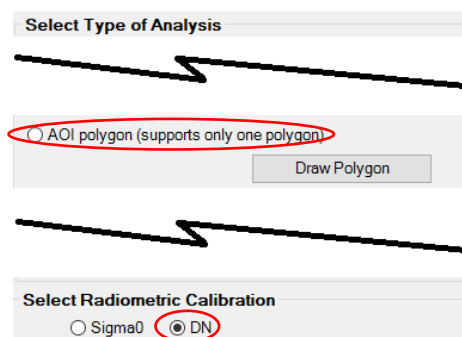 Select Type of Analysis
AOI polygon (supports only one polygon)
Draw Polygon
Select Radiometric Calibration
Sigma0 DN